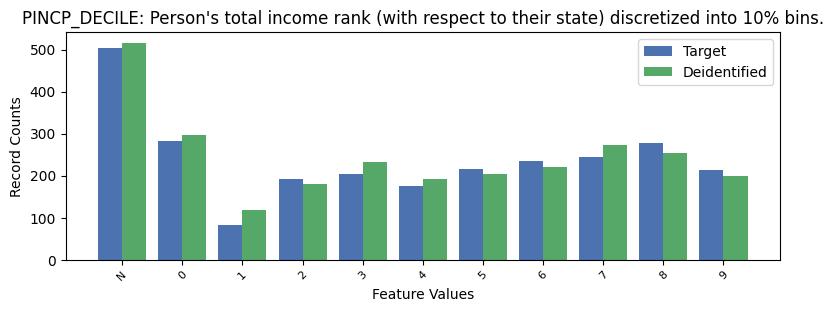 PINCP_DECILE: Person's total income rank (with respect to their state) discretized into 10% bins.
Target
Deidentified
Record Counts
500
400
300
200
100
0
N 0 1 2 3 4 5 6 7 8 9
Feature Values